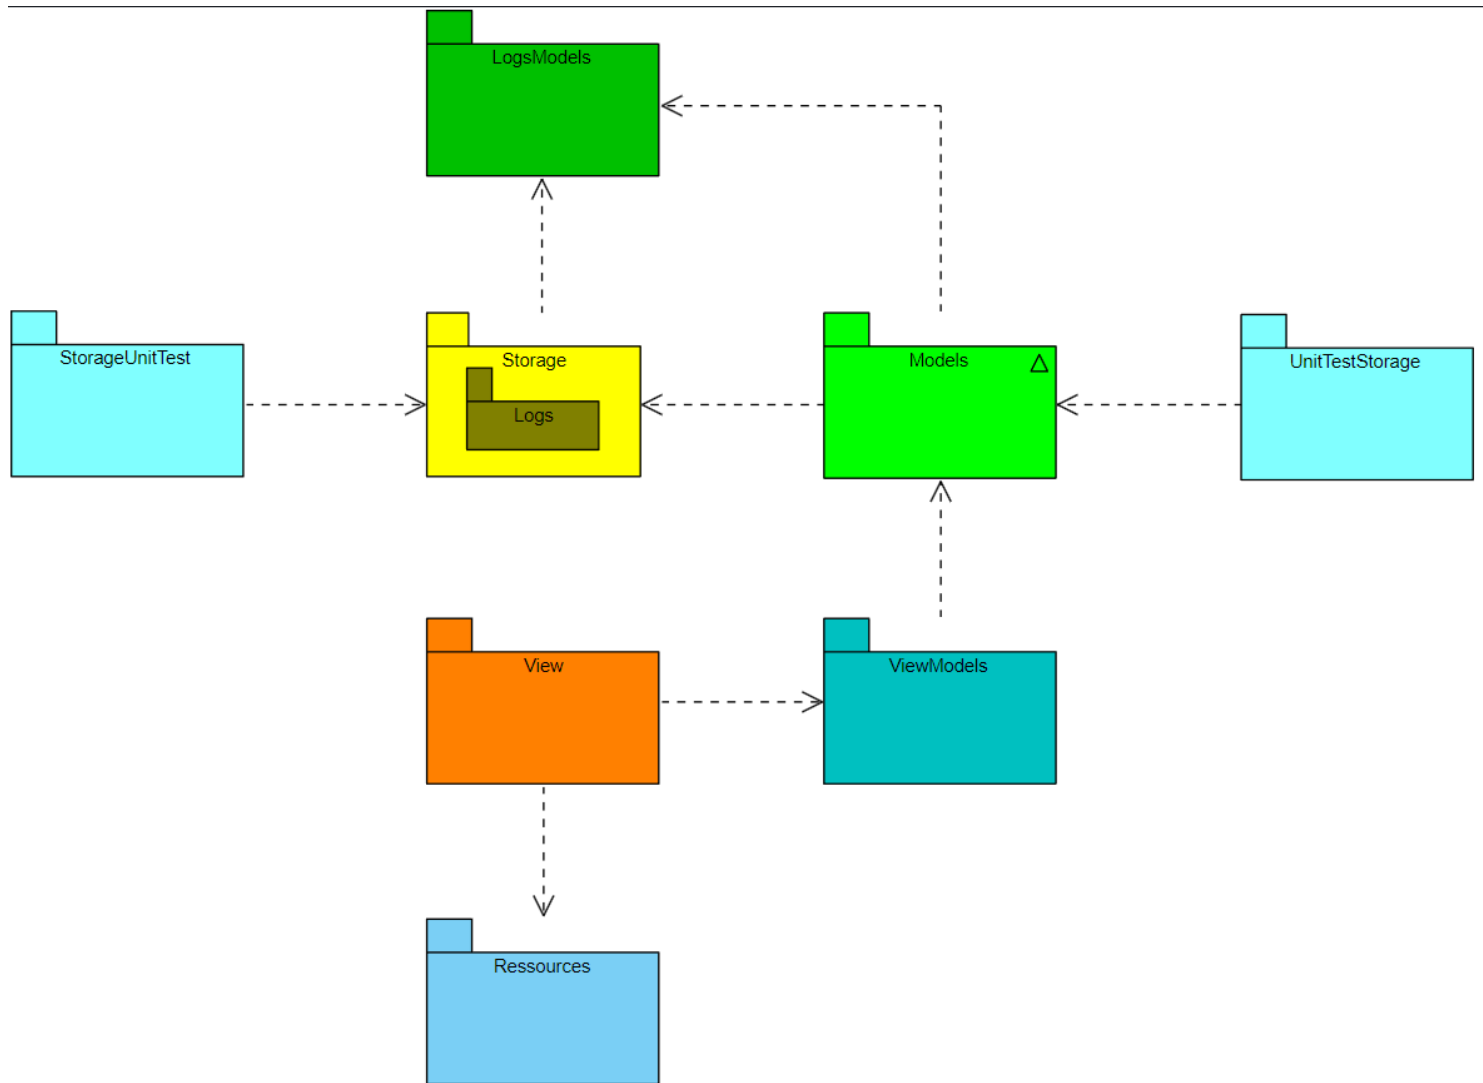 LogsModels
StorageUnitTest
Storage
Models
UnitTestStorage
Logs
View
ViewModels
Ressources